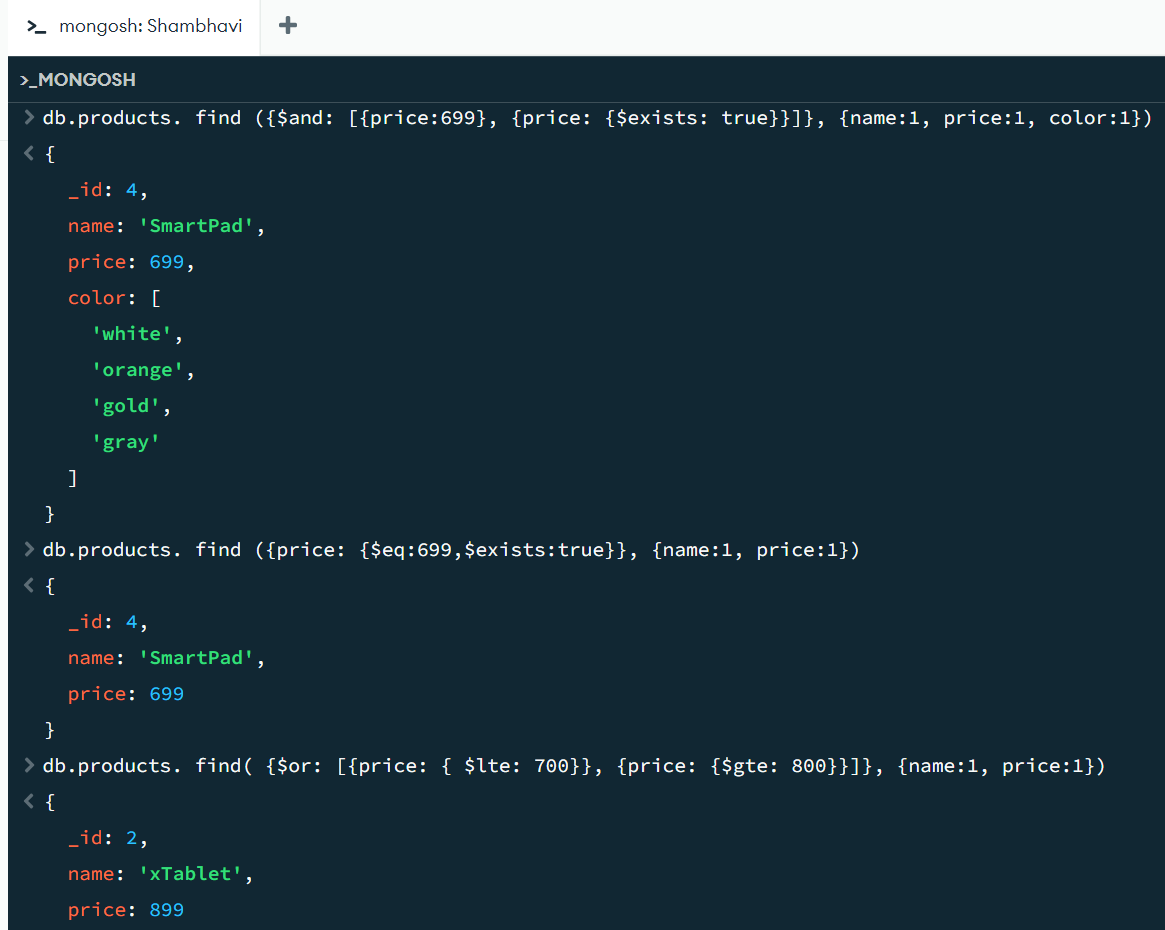 >_ mongosh: Shambhavi +
>_MONGOSH
> db.products. find ({$and: [{price:699}, {price: {$exists: true}}]}, {name:1, price:1, color:1})
< {
_id: 4,
name: 'SmartPad',
price: 699,
color: [
'white',
'orange',
'gold',
'gray'
]
}
> db.products. find ({price: {$eq:699,$exists:true}}, {name:1, price:1})
< {
_id: 4,
name: 'SmartPad',
price: 699
}
> db.products. find( {$or: [{price: { $lte: 700}}, {price: {$gte: 800}}]}, {name:1, price:1})
< {
_id: 2,
name: 'xTablet',
price: 899